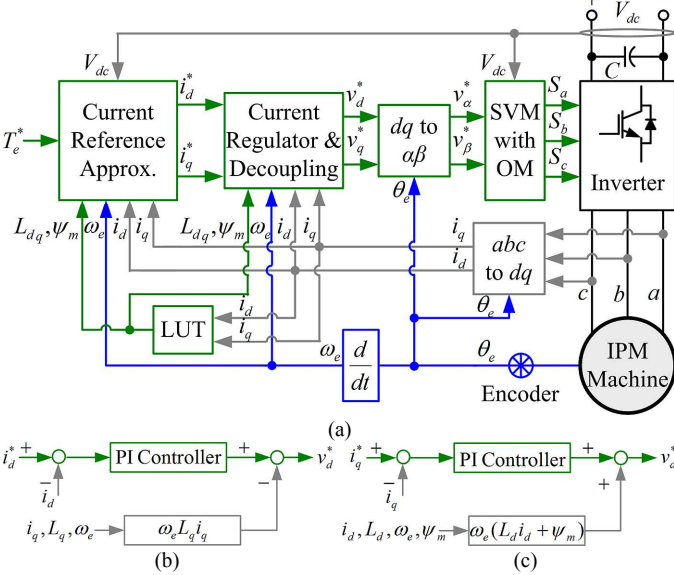 V_dc
V_dc V_dc C
T_e^* Current Reference Approx. i_d^* i_q^*
Current Regulator & Decoupling v_d^* v_q^*
dq to αβ v_α^* v_β^* θ_e
SVM with OM S_a S_b S_c
Inverter
L_dq, ψ_m ω_e i_d i_q
L_dq, ψ_m ω_e i_d i_q
i_q i_d abc to dq θ_e
c b a
LUT i_d i_q
ω_e d/dt θ_e Encoder
IPM Machine
(a)
i_d^* + − i_d PI Controller + − v_d^*
i_q, L_q, ω_e ω_e L_q i_q
(b)
i_q^* + − i_q PI Controller + + v_d^*
i_d, L_d, ω_e, ψ_m ω_e(L_d i_d + ψ_m)
(c)